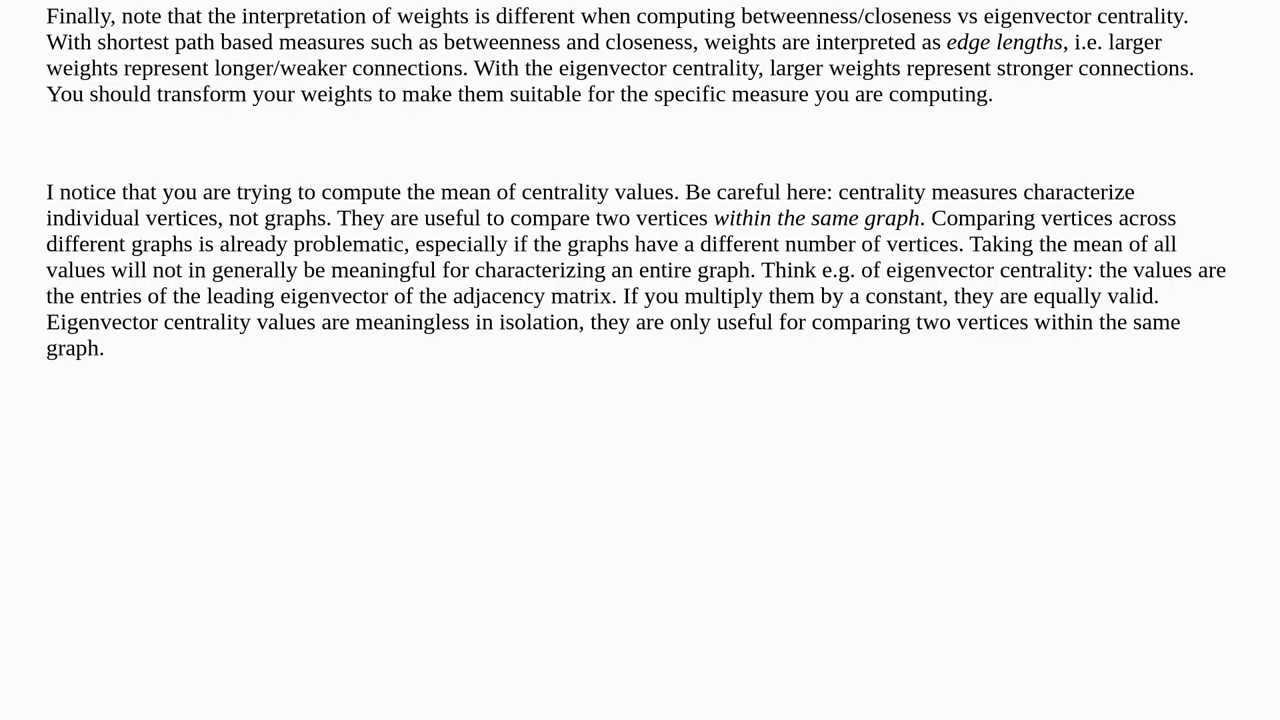 Finally, note that the interpretation of weights is different when computing betweenness/closeness vs eigenvector centrality.
With shortest path based measures such as betweenness and closeness, weights are interpreted as edge lengths, i.e. larger
weights represent longer/weaker connections. With the eigenvector centrality, larger weights represent stronger connections.
You should transform your weights to make them suitable for the specific measure you are computing.
I notice that you are trying to compute the mean of centrality values. Be careful here: centrality measures characterize
individual vertices, not graphs. They are useful to compare two vertices within the same graph. Comparing vertices across
different graphs is already problematic, especially if the graphs have a different number of vertices. Taking the mean of all
values will not in generally be meaningful for characterizing an entire graph. Think e.g. of eigenvector centrality: the values are
the entries of the leading eigenvector of the adjacency matrix. If you multiply them by a constant, they are equally valid.
Eigenvector centrality values are meaningless in isolation, they are only useful for comparing two vertices within the same
graph.